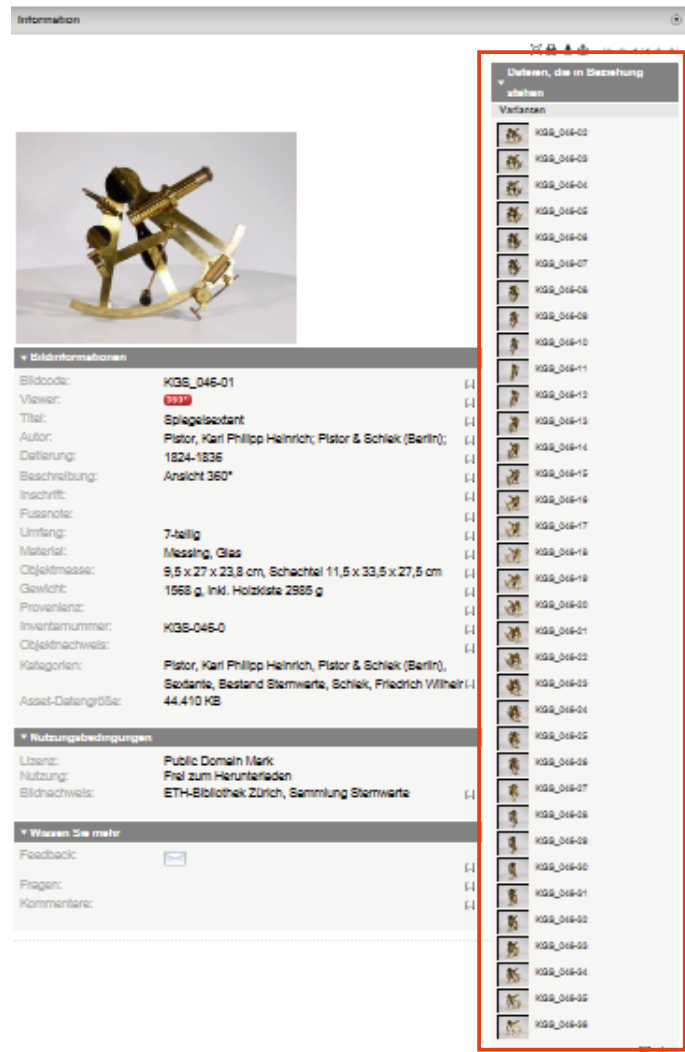 Information
Dateien, die in Beziehung
stehen
Varianten
KGS_046-02
KGS_046-03
KGS_046-04
KGS_046-05
KGS_046-06
KGS_046-07
KGS_046-08
KGS_046-09
KGS_046-10
KGS_046-11
KGS_046-12
KGS_046-13
KGS_046-14
KGS_046-15
KGS_046-16
KGS_046-17
KGS_046-18
KGS_046-19
KGS_046-20
KGS_046-21
KGS_046-22
KGS_046-23
KGS_046-24
KGS_046-25
KGS_046-26
KGS_046-27
KGS_046-28
KGS_046-29
KGS_046-30
KGS_046-31
KGS_046-32
KGS_046-33
KGS_046-34
KGS_046-35
KGS_046-36
Bildinformationen
Bildcode: KGS_046-01 [-]
Viewer: 360° [-]
Titel: Spiegelsextant [-]
Autor: Pistor, Karl Philipp Heinrich; Pistor & Schiek (Berlin); [-]
Datierung: 1824-1836 [-]
Beschreibung: Ansicht 360° [-]
Inschrift: [-]
Fussnote: [-]
Umfang: 7-teilig [-]
Material: Messing, Glas [-]
Objektmasse: 9,5 x 27 x 23,8 cm, Schachtel 11,5 x 33,5 x 27,5 cm [-]
Gewicht: 1568 g, inkl. Holzkiste 2985 g [-]
Provenienz: [-]
Inventarnummer: KGS-046-0 [-]
Objektnachweis: [-]
Kategorien: Pistor, Karl Philipp Heinrich, Pistor & Schiek (Berlin),
Sextante, Bestand Sternwarte, Schiek, Friedrich Wilhelm [-]
Asset-Datengröße: 44.410 KB
Nutzungsbedingungen
Lizenz: Public Domain Mark
Nutzung: Frei zum Herunterladen
Bildnachweis: ETH-Bibliothek Zürich, Sammlung Sternwarte [-]
Wissen Sie mehr
Feedback: [-]
Fragen: [-]
Kommentare: [-]